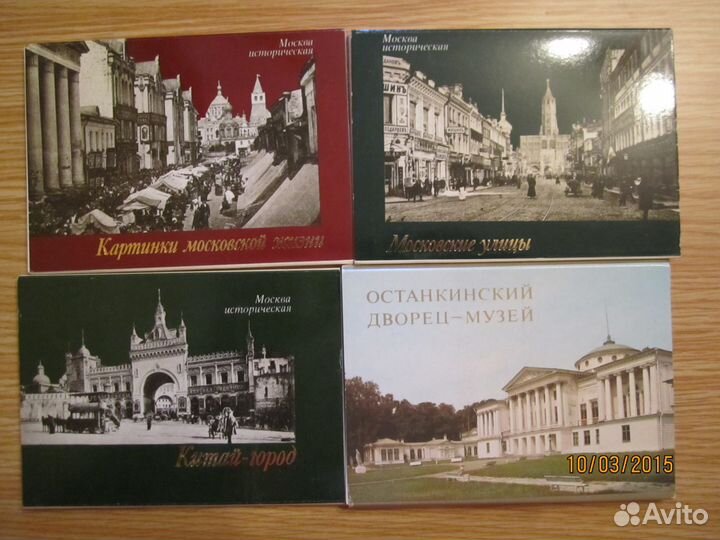 Москва
историческая
Картинки московской жизни
Москва
историческая
ШИНЪ
Московские улицы
Москва
историческая
Китай-город
ОСТАНКИНСКИЙ
ДВОРЕЦ–МУЗЕЙ
10/03/2015
Avito